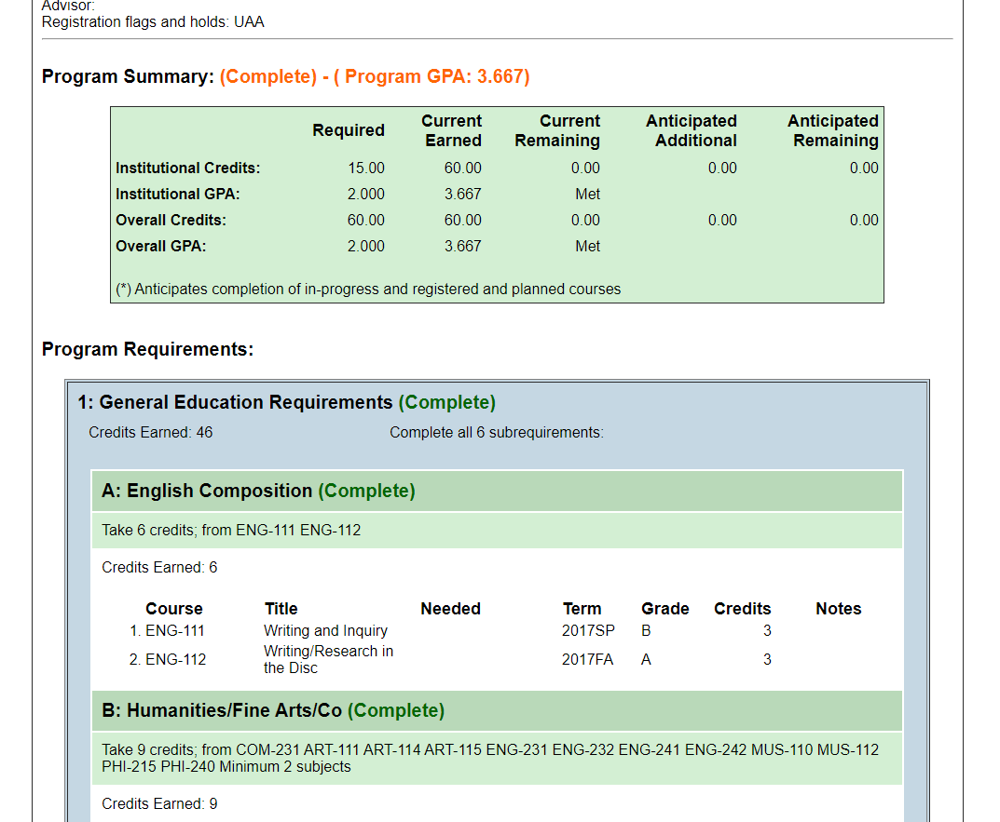 Advisor:
Registration flags and holds: UAA
Program Summary: (Complete) - ( Program GPA: 3.667)
Required Current Earned Current Remaining Anticipated Additional Anticipated Remaining
Institutional Credits: 15.00 60.00 0.00 0.00 0.00
Institutional GPA: 2.000 3.667 Met
Overall Credits: 60.00 60.00 0.00 0.00 0.00
Overall GPA: 2.000 3.667 Met
(*) Anticipates completion of in-progress and registered and planned courses
Program Requirements:
1: General Education Requirements (Complete)
Credits Earned: 46 Complete all 6 subrequirements:
A: English Composition (Complete)
Take 6 credits; from ENG-111 ENG-112
Credits Earned: 6
Course Title Needed Term Grade Credits Notes
1. ENG-111 Writing and Inquiry 2017SP B 3
2. ENG-112 Writing/Research in the Disc 2017FA A 3
B: Humanities/Fine Arts/Co (Complete)
Take 9 credits; from COM-231 ART-111 ART-114 ART-115 ENG-231 ENG-232 ENG-241 ENG-242 MUS-110 MUS-112
PHI-215 PHI-240 Minimum 2 subjects
Credits Earned: 9